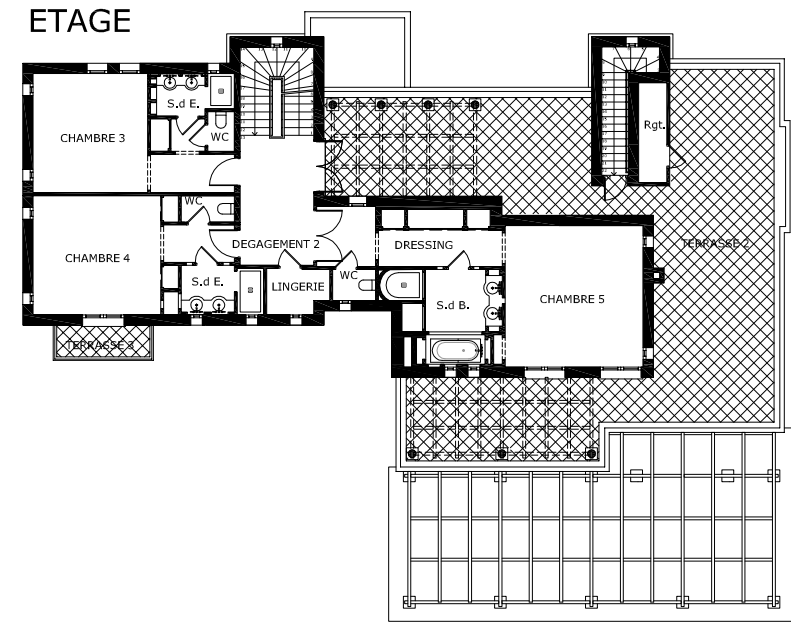 ETAGE
S.d E.
Rgt.
CHAMBRE 3
WC
WC
DEGAGEMENT 2
DRESSING
TERRASSE 2
CHAMBRE 4
S.d E.
LINGERIE
WC
S.d B.
CHAMBRE 5
TERRASSE 3